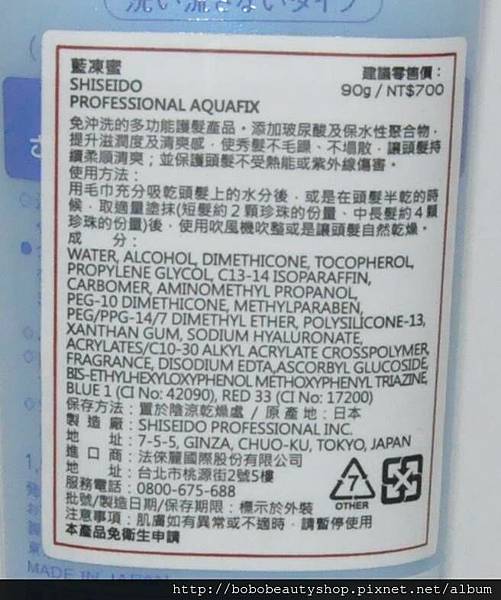 洗い流さないタイプ
藍凍蜜
建議零售價：
SHISEIDO
90g / NT$700
PROFESSIONAL AQUAFIX
免沖洗的多功能護髮產品。添加玻尿酸及保水性聚合物，
提升滋潤度及清爽感，使秀髮不毛躁、不塌散，讓頭髮持
續柔順清爽；並保護頭髮不受熱能或紫外線傷害。
使用方法：
用毛巾充分吸乾頭髮上的水分後，或是在頭髮半乾的時
候，取適量塗抹(短髮約２顆珍珠的份量、中長髮約４顆
珍珠的份量)後，使用吹風機吹整或是讓頭髮自然乾燥。
成　　分：
WATER, ALCOHOL, DIMETHICONE, TOCOPHEROL,
PROPYLENE GLYCOL, C13-14 ISOPARAFFIN,
CARBOMER, AMINOMETHYL PROPANOL,
PEG-10 DIMETHICONE, METHYLPARABEN,
PEG/PPG-14/7 DIMETHYL ETHER, POLYSILICONE-13,
XANTHAN GUM, SODIUM HYALURONATE,
ACRYLATES/C10-30 ALKYL ACRYLATE CROSSPOLYMER,
FRAGRANCE, DISODIUM EDTA,ASCORBYL GLUCOSIDE,
BIS-ETHYLHEXYLOXYPHENOL METHOXYPHENYL TRIAZINE,
BLUE 1 (CI No: 42090), RED 33 (CI No: 17200)
保存方法：置於陰涼乾燥處 / 原產地：日本
製 造 廠：SHISEIDO PROFESSIONAL INC.
地　　址：7-5-5, GINZA, CHUO-KU, TOKYO, JAPAN
進 口 商：法徠麗國際股份有限公司
地　　址：台北市桃源街2號5樓
服務電話：0800-675-688
批號/製造日期/保存期限：標示於外裝
注意事項：肌膚如有異常或不適時，請暫停使用
本產品免衛生申請
7
OTHER
MADE IN JAPAN
http://bobobeautyshop.pixnet.net/album